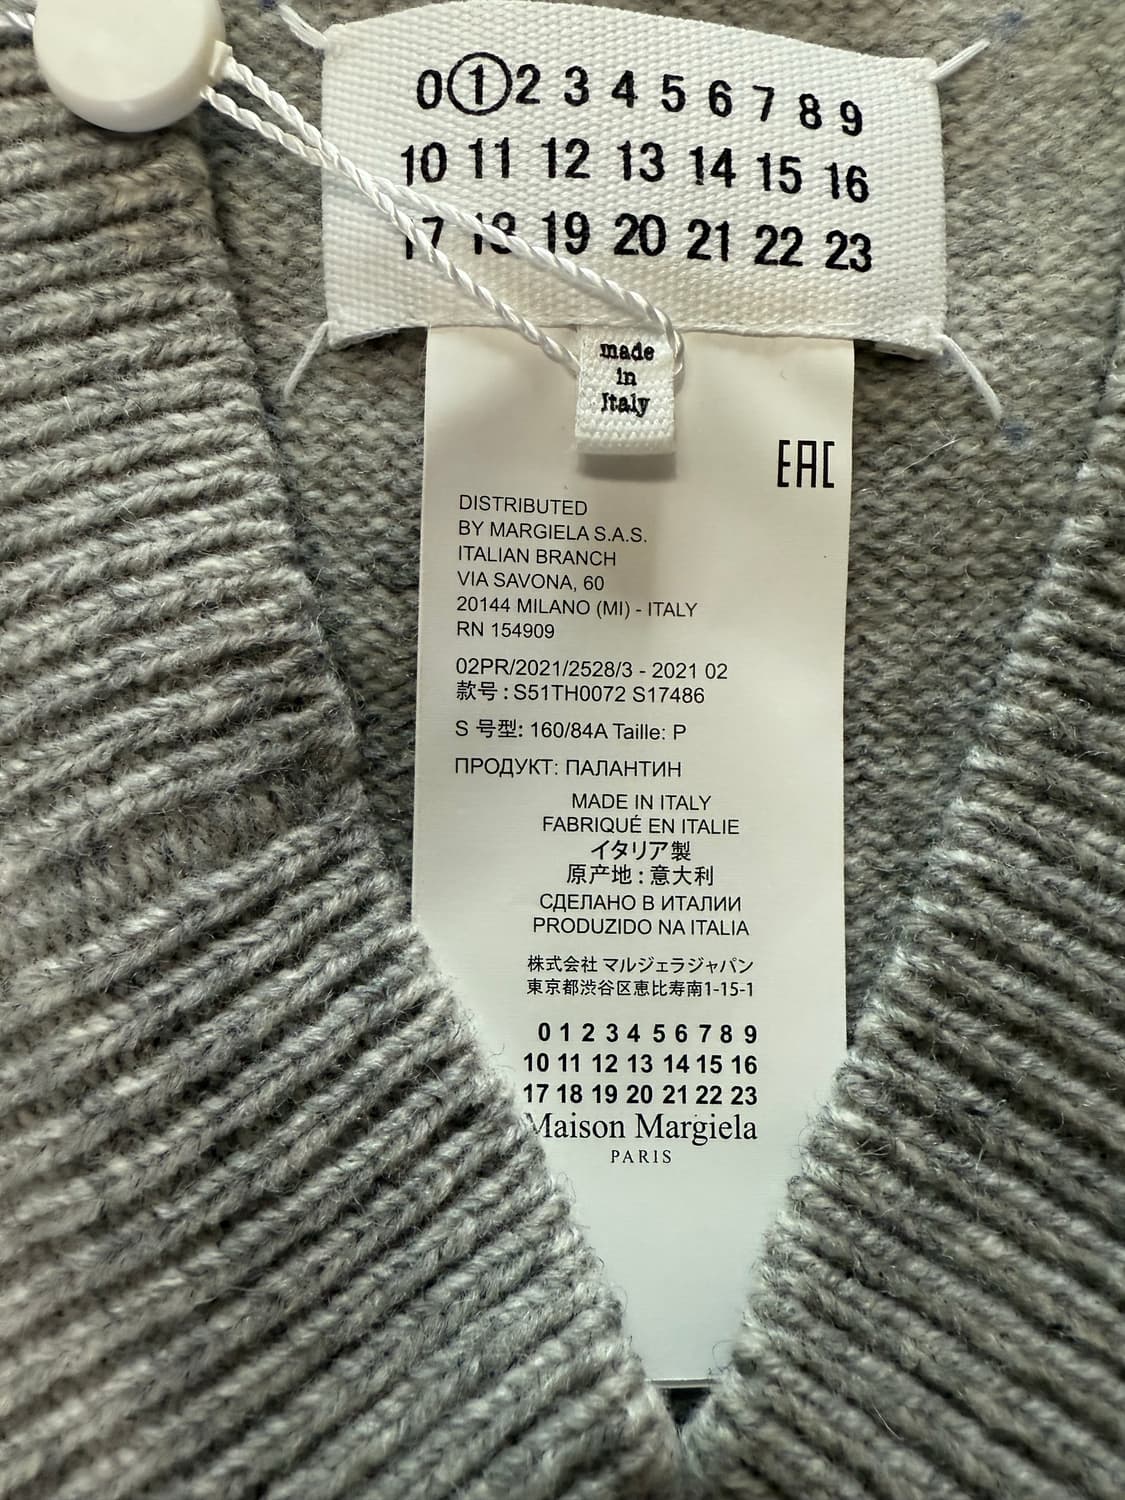 0 1 2 3 4 5 6 7 8 9
10 11 12 13 14 15 16
17 18 19 20 21 22 23
made
in
Italy
EAC
DISTRIBUTED
BY MARGIELA S.A.S.
ITALIAN BRANCH
VIA SAVONA, 60
20144 MILANO (MI) - ITALY
RN 154909
02PR/2021/2528/3 - 2021 02
款号 : S51TH0072 S17486
S 号型: 160/84A Taille: P
ПРОДУКТ: ПАЛАНТИН
MADE IN ITALY
FABRIQUÉ EN ITALIE
イタリア製
原产地 : 意大利
СДЕЛАНО В ИТАЛИИ
PRODUZIDO NA ITALIA
株式会社 マルジェラジャパン
東京都渋谷区恵比寿南1-15-1
0 1 2 3 4 5 6 7 8 9
10 11 12 13 14 15 16
17 18 19 20 21 22 23
Maison Margiela
PARIS